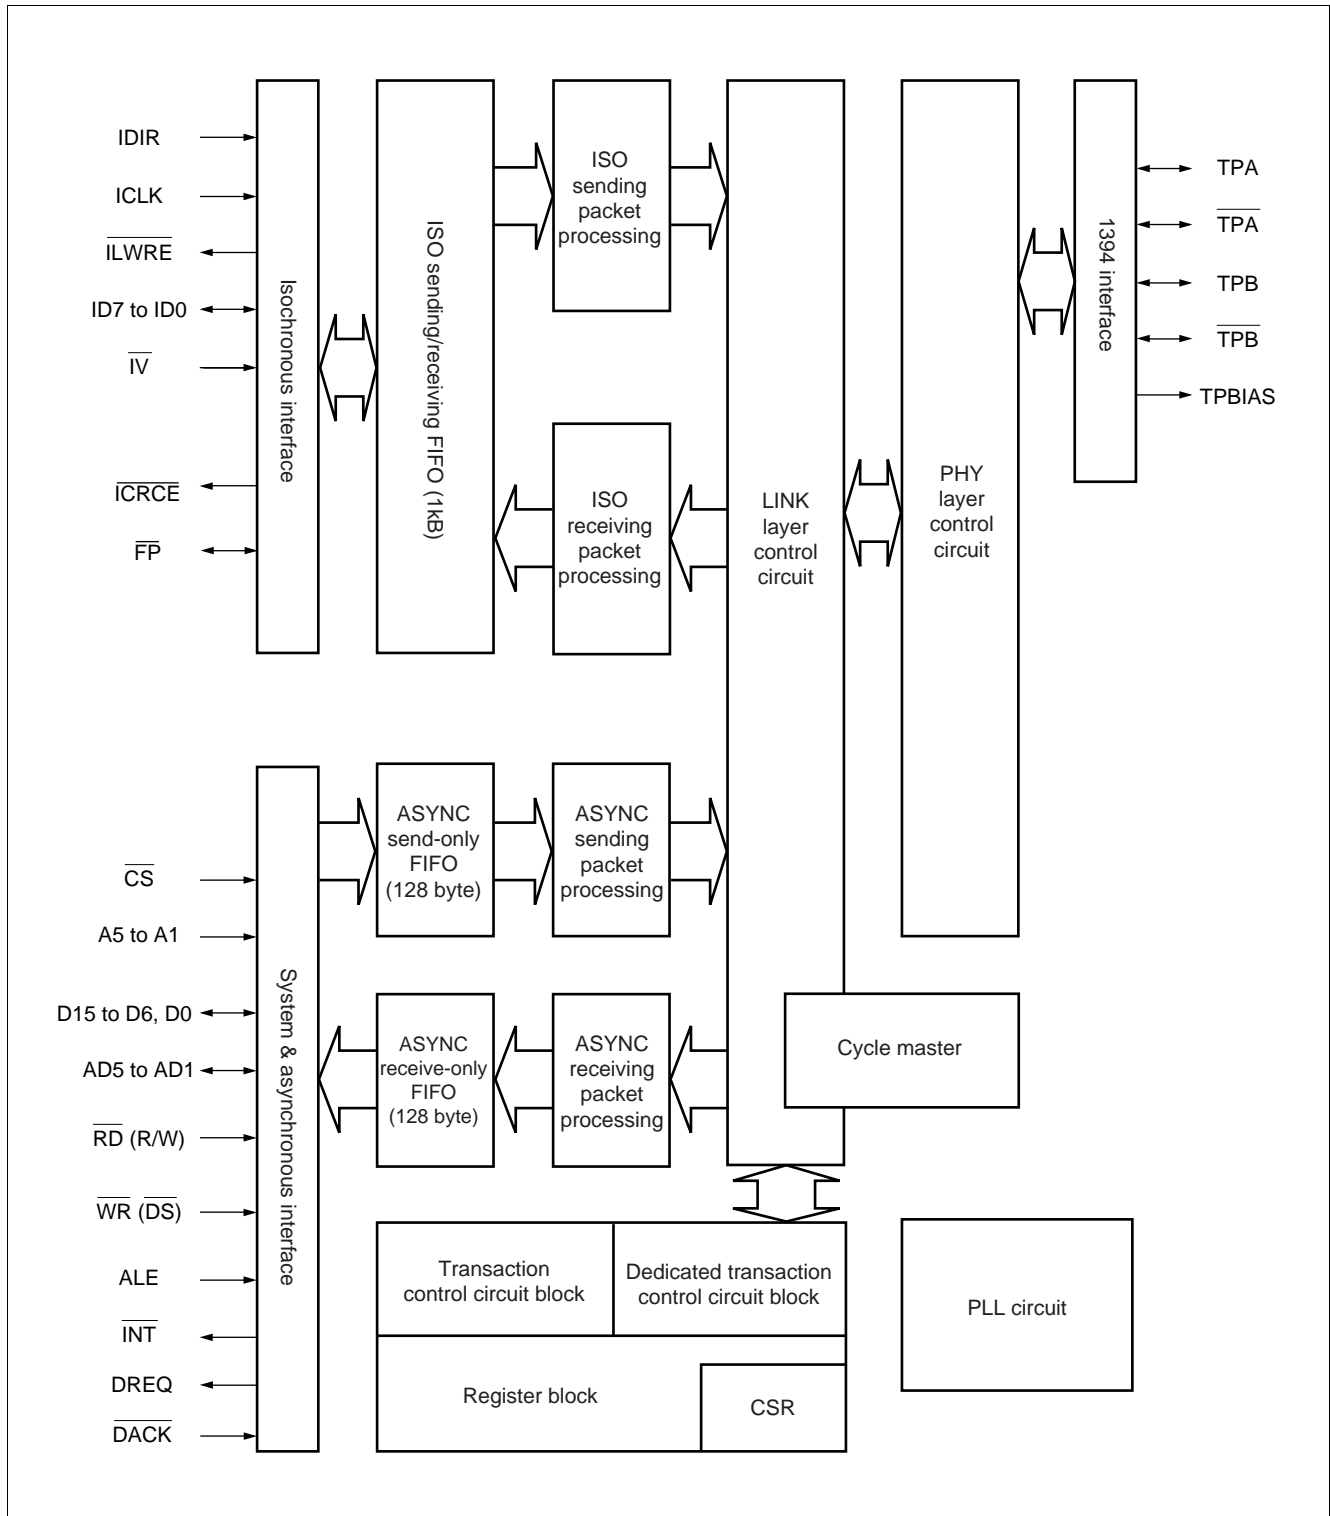 IDIR
ICLK
ILWRE
ID7 to ID0
IV
ICRCE
FP
Isochronous interface
ISO sending/receiving FIFO (1kB)
ISO
sending
packet
processing
ISO
receiving
packet
processing
LINK
layer
control
circuit
PHY
layer
control
circuit
1394 interface
TPA
TPA
TPB
TPB
TPBIAS
CS
A5 to A1
D15 to D6, D0
AD5 to AD1
RD (R/W)
WR (DS)
ALE
INT
DREQ
DACK
System & asynchronous interface
ASYNC
send-only
FIFO
(128 byte)
ASYNC
sending
packet
processing
ASYNC
receive-only
FIFO
(128 byte)
ASYNC
receiving
packet
processing
Cycle master
Transaction
control circuit block
Dedicated transaction
control circuit block
Register block
CSR
PLL circuit